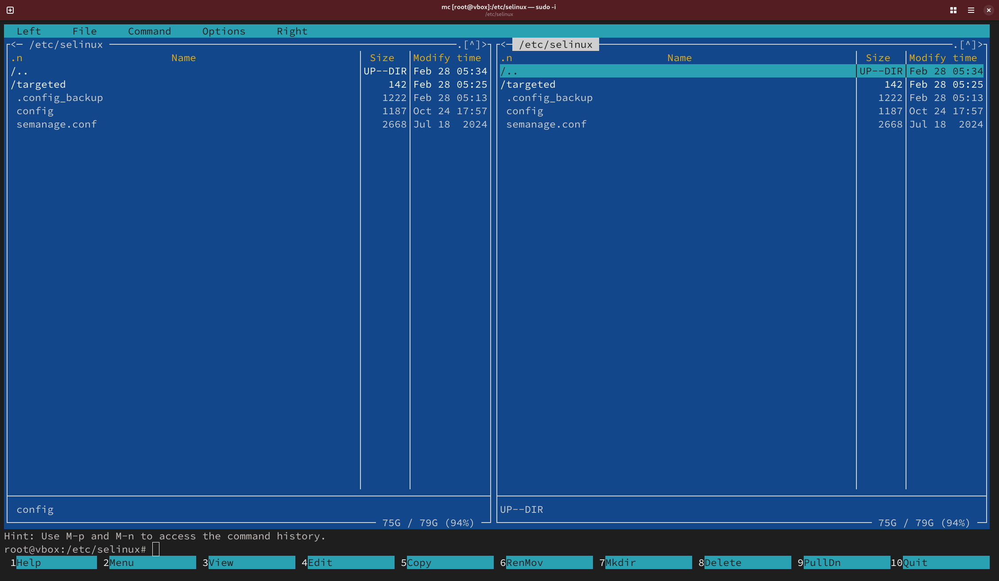 mc [root@vbox]:/etc/selinux — sudo -i
/etc/selinux
Left File Command Options Right
<─ /etc/selinux .[^]>
.n Name Size Modify time
/.. UP--DIR Feb 28 05:34
/targeted 142 Feb 28 05:25
.config_backup 1222 Feb 28 05:13
config 1187 Oct 24 17:57
semanage.conf 2668 Jul 18 2024
config
75G / 79G (94%)
<─ /etc/selinux .[^]>
.n Name Size Modify time
/.. UP--DIR Feb 28 05:34
/targeted 142 Feb 28 05:25
.config_backup 1222 Feb 28 05:13
config 1187 Oct 24 17:57
semanage.conf 2668 Jul 18 2024
UP--DIR
75G / 79G (94%)
Hint: Use M-p and M-n to access the command history.
root@vbox:/etc/selinux#
1Help 2Menu 3View 4Edit 5Copy 6RenMov 7Mkdir 8Delete 9PullDn 10Quit